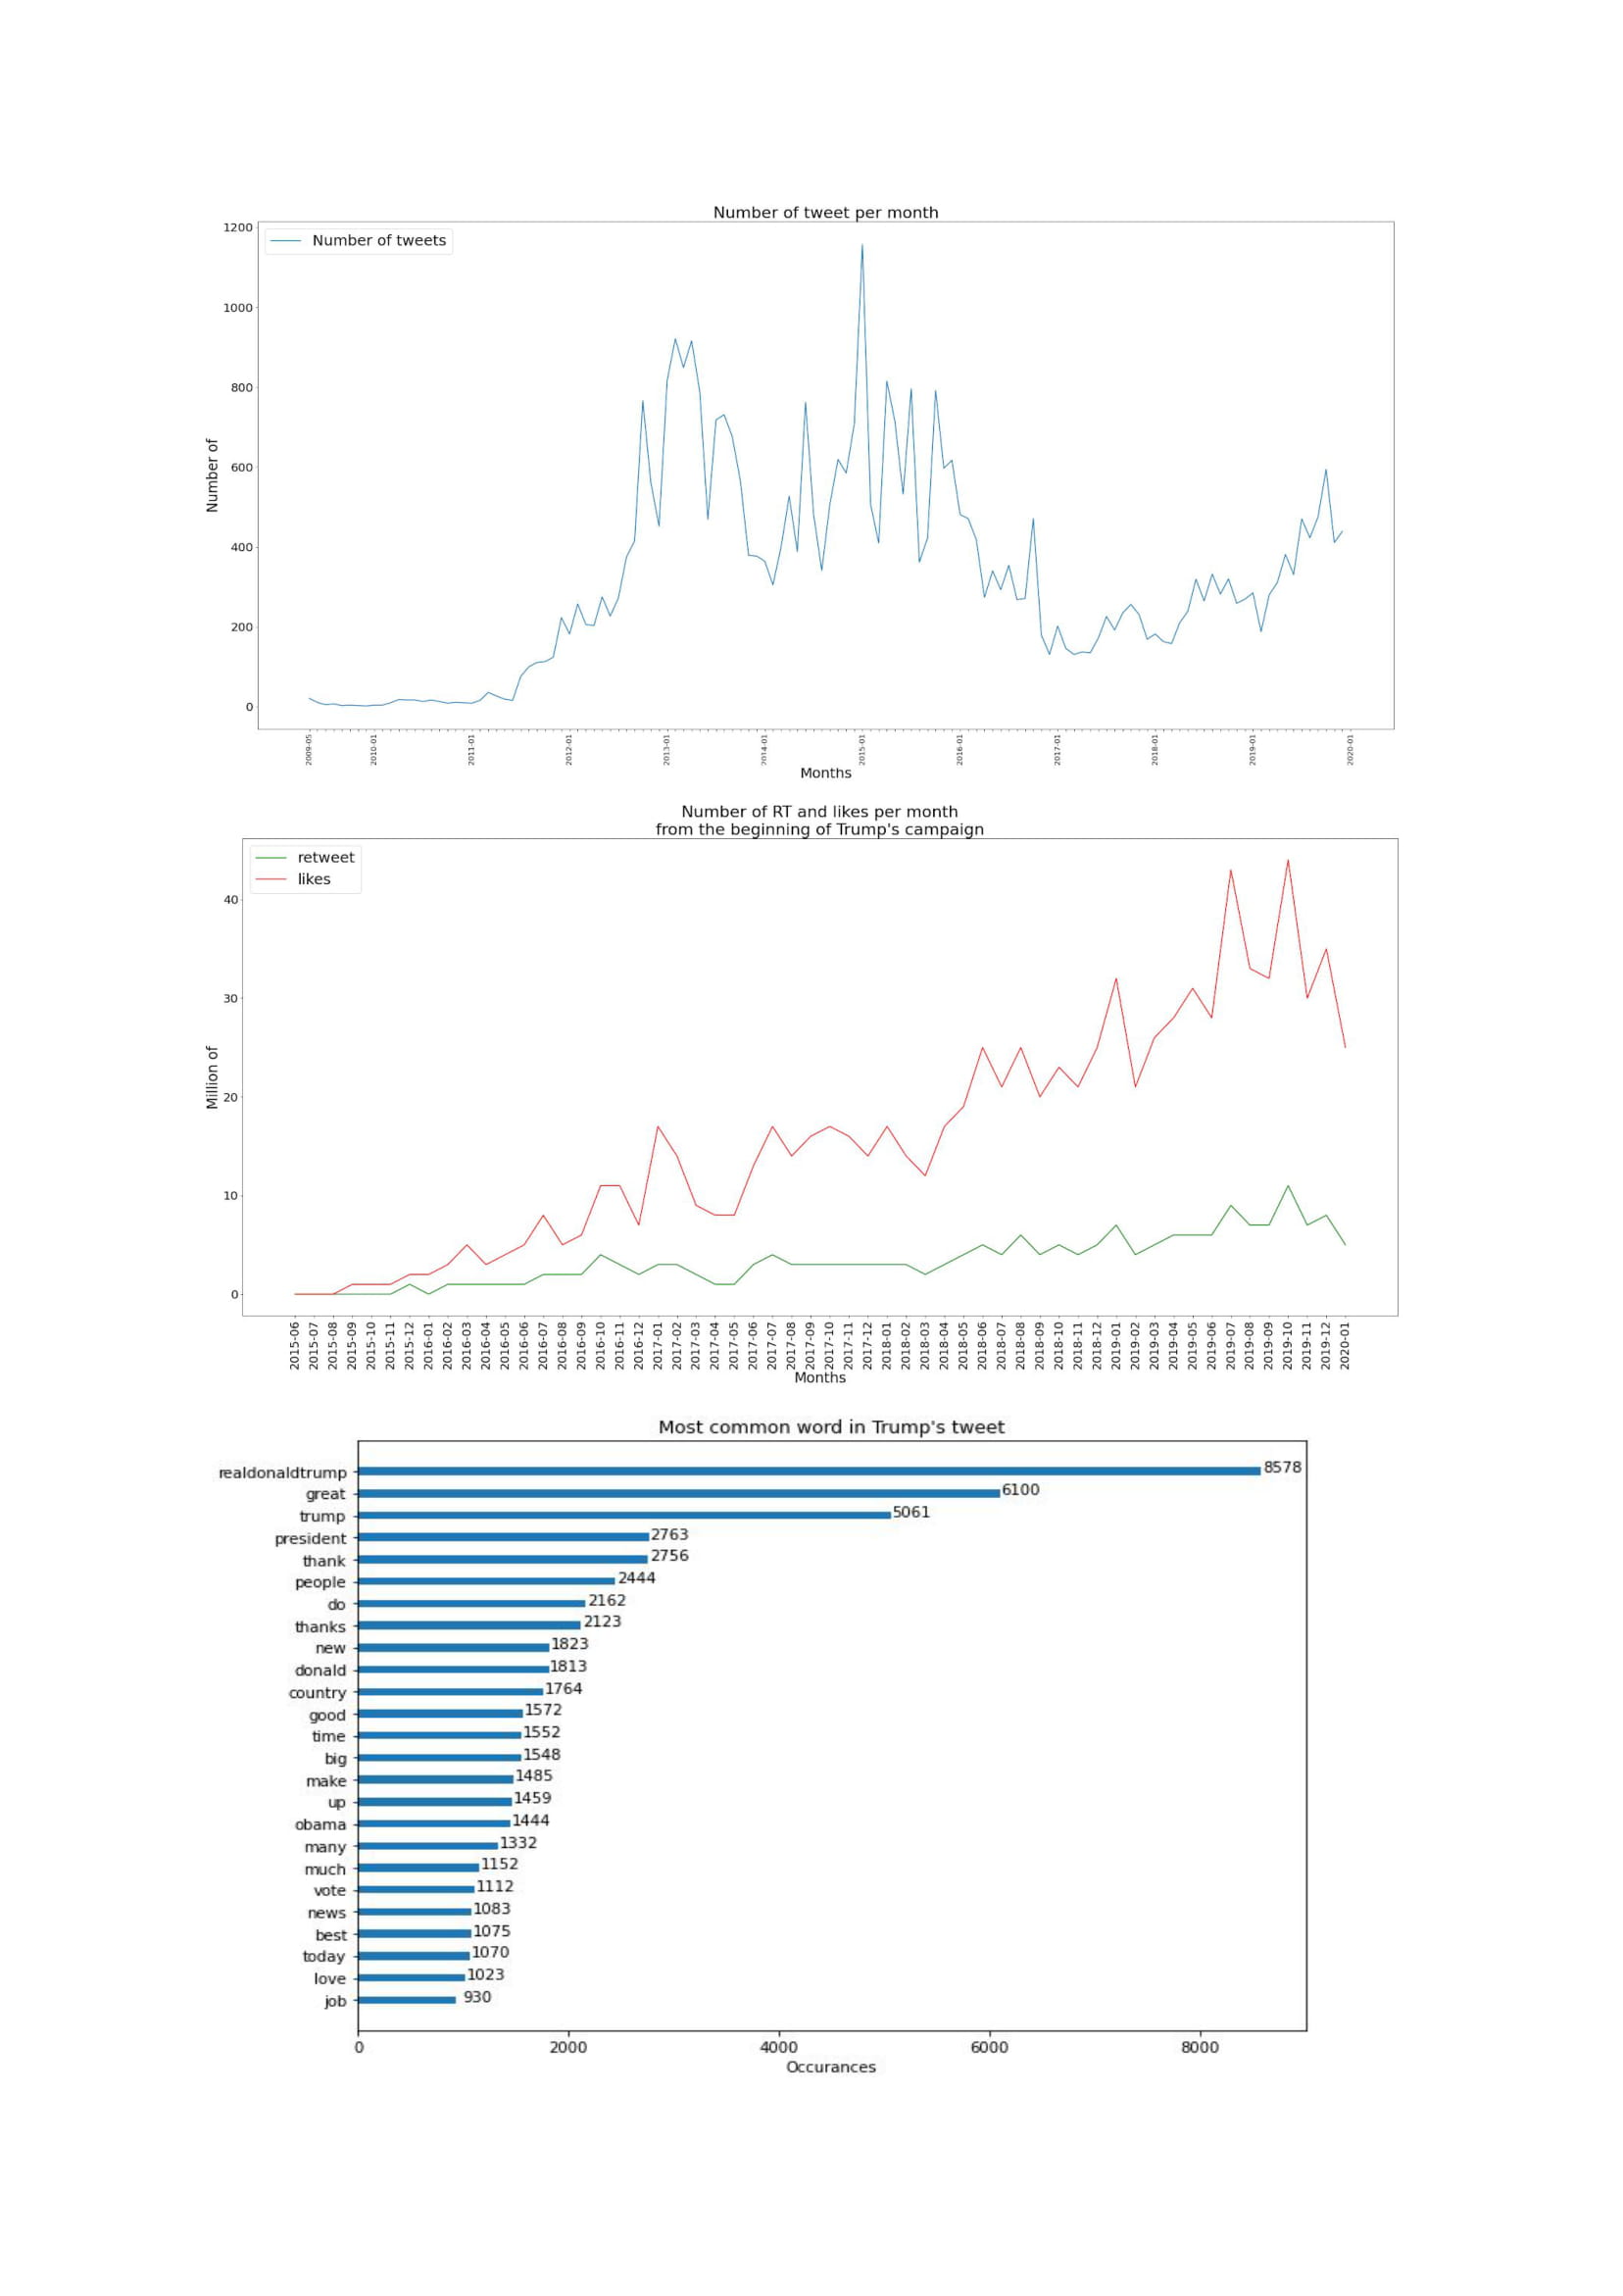 Number of tweet per month
Number of tweets
1200
1000
800
600
400
200
0
Number of
2009-05
2010-01
2011-01
2012-01
2013-01
2014-01
2015-01
2016-01
2017-01
2018-01
2019-01
2020-01
Months
Number of RT and likes per month
from the beginning of Trump's campaign
retweet
likes
40
30
20
10
0
Million of
2015-06
2015-07
2015-08
2015-09
2015-10
2015-11
2015-12
2016-01
2016-02
2016-03
2016-04
2016-05
2016-06
2016-07
2016-08
2016-09
2016-10
2016-11
2016-12
2017-01
2017-02
2017-03
2017-04
2017-05
2017-06
2017-07
2017-08
2017-09
2017-10
2017-11
2017-12
2018-01
2018-02
2018-03
2018-04
2018-05
2018-06
2018-07
2018-08
2018-09
2018-10
2018-11
2018-12
2019-01
2019-02
2019-03
2019-04
2019-05
2019-06
2019-07
2019-08
2019-09
2019-10
2019-11
2019-12
2020-01
Months
Most common word in Trump's tweet
realdonaldtrump 8578
great 6100
trump 5061
president 2763
thank 2756
people 2444
do 2162
thanks 2123
new 1823
donald 1813
country 1764
good 1572
time 1552
big 1548
make 1485
up 1459
obama 1444
many 1332
much 1152
vote 1112
news 1083
best 1075
today 1070
love 1023
job 930
0 2000 4000 6000 8000
Occurances